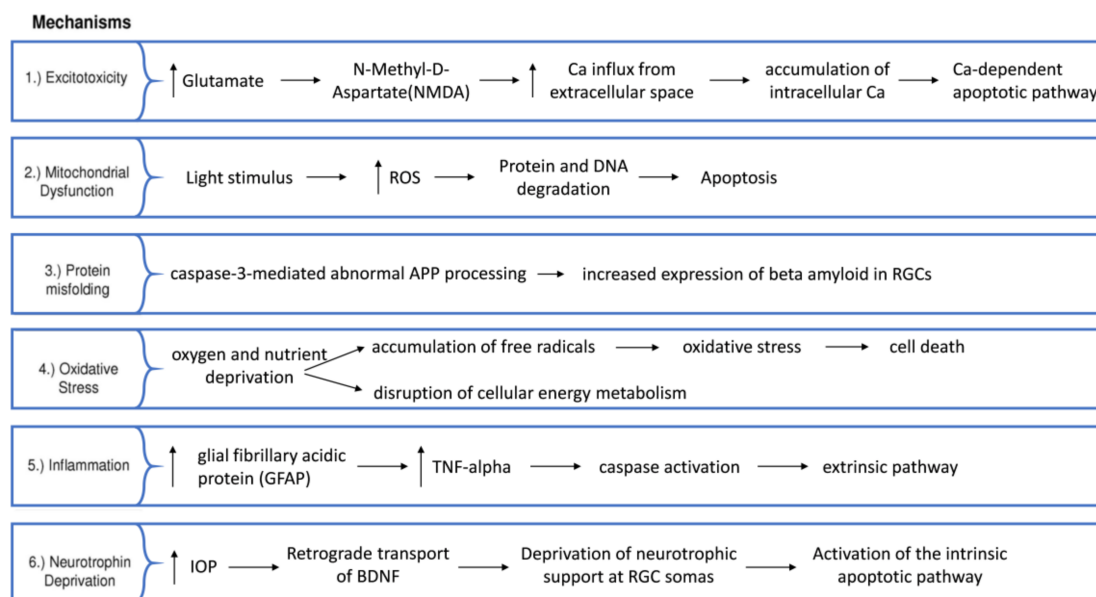 Mechanisms
1.) Excitotoxicity
Glutamate
N-Methyl-D-
Aspartate(NMDA)
Ca influx from
extracellular space
accumulation of
intracellular Ca
Ca-dependent
apoptotic pathway
2.) Mitochondrial
Dysfunction
Light stimulus
ROS
Protein and DNA
degradation
Apoptosis
3.) Protein
misfolding
caspase-3-mediated abnormal APP processing
increased expression of beta amyloid in RGCs
4.) Oxidative
Stress
oxygen and nutrient
deprivation
accumulation of free radicals
oxidative stress
cell death
disruption of cellular energy metabolism
5.) Inflammation
glial fibrillary acidic
protein (GFAP)
TNF-alpha
caspase activation
extrinsic pathway
6.) Neurotrophin
Deprivation
IOP
Retrograde transport
of BDNF
Deprivation of neurotrophic
support at RGC somas
Activation of the intrinsic
apoptotic pathway